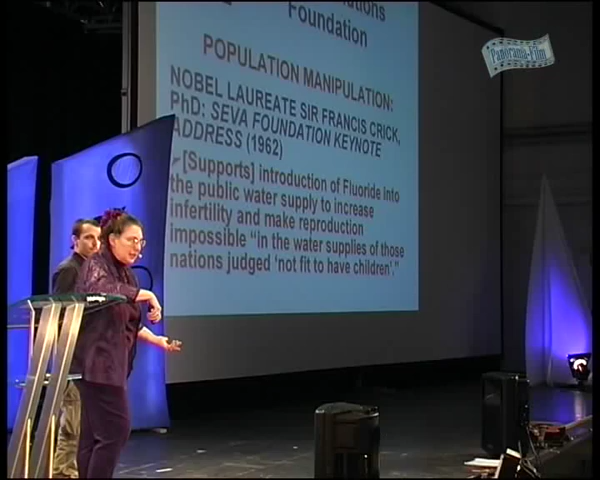 Foundation
POPULATION MANIPULATION:
NOBEL LAUREATE SIR FRANCIS CRICK,
PhD: SEVA FOUNDATION KEYNOTE
ADDRESS (1962)
[Supports] introduction of Fluoride into
the public water supply to increase
infertility and make reproduction
impossible "in the water supplies of those
nations judged 'not fit to have children'."
Panorama-Film